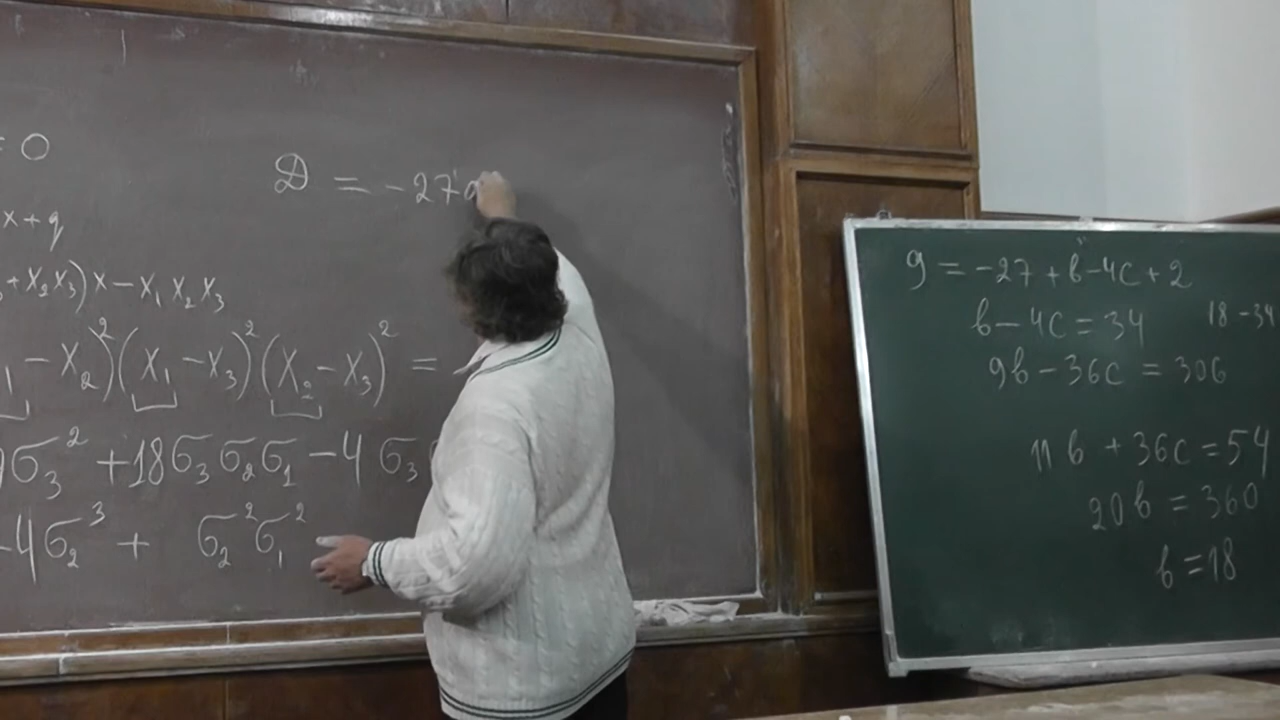 = 0
D = -27
x + q
+ x₂x₃)x - x₁x₂x₃
- x₂)²(x₁ - x₃)²(x₂ - x₃)² =
σ₃² + 18σ₃σ₂σ₁ - 4σ₃
-4σ₂³ + σ₂²σ₁²
g = -27 + b - 4c + 2
b - 4c = 34
18 - 34
9b - 36c = 306
11b + 36c = 54
20b = 360
b = 18